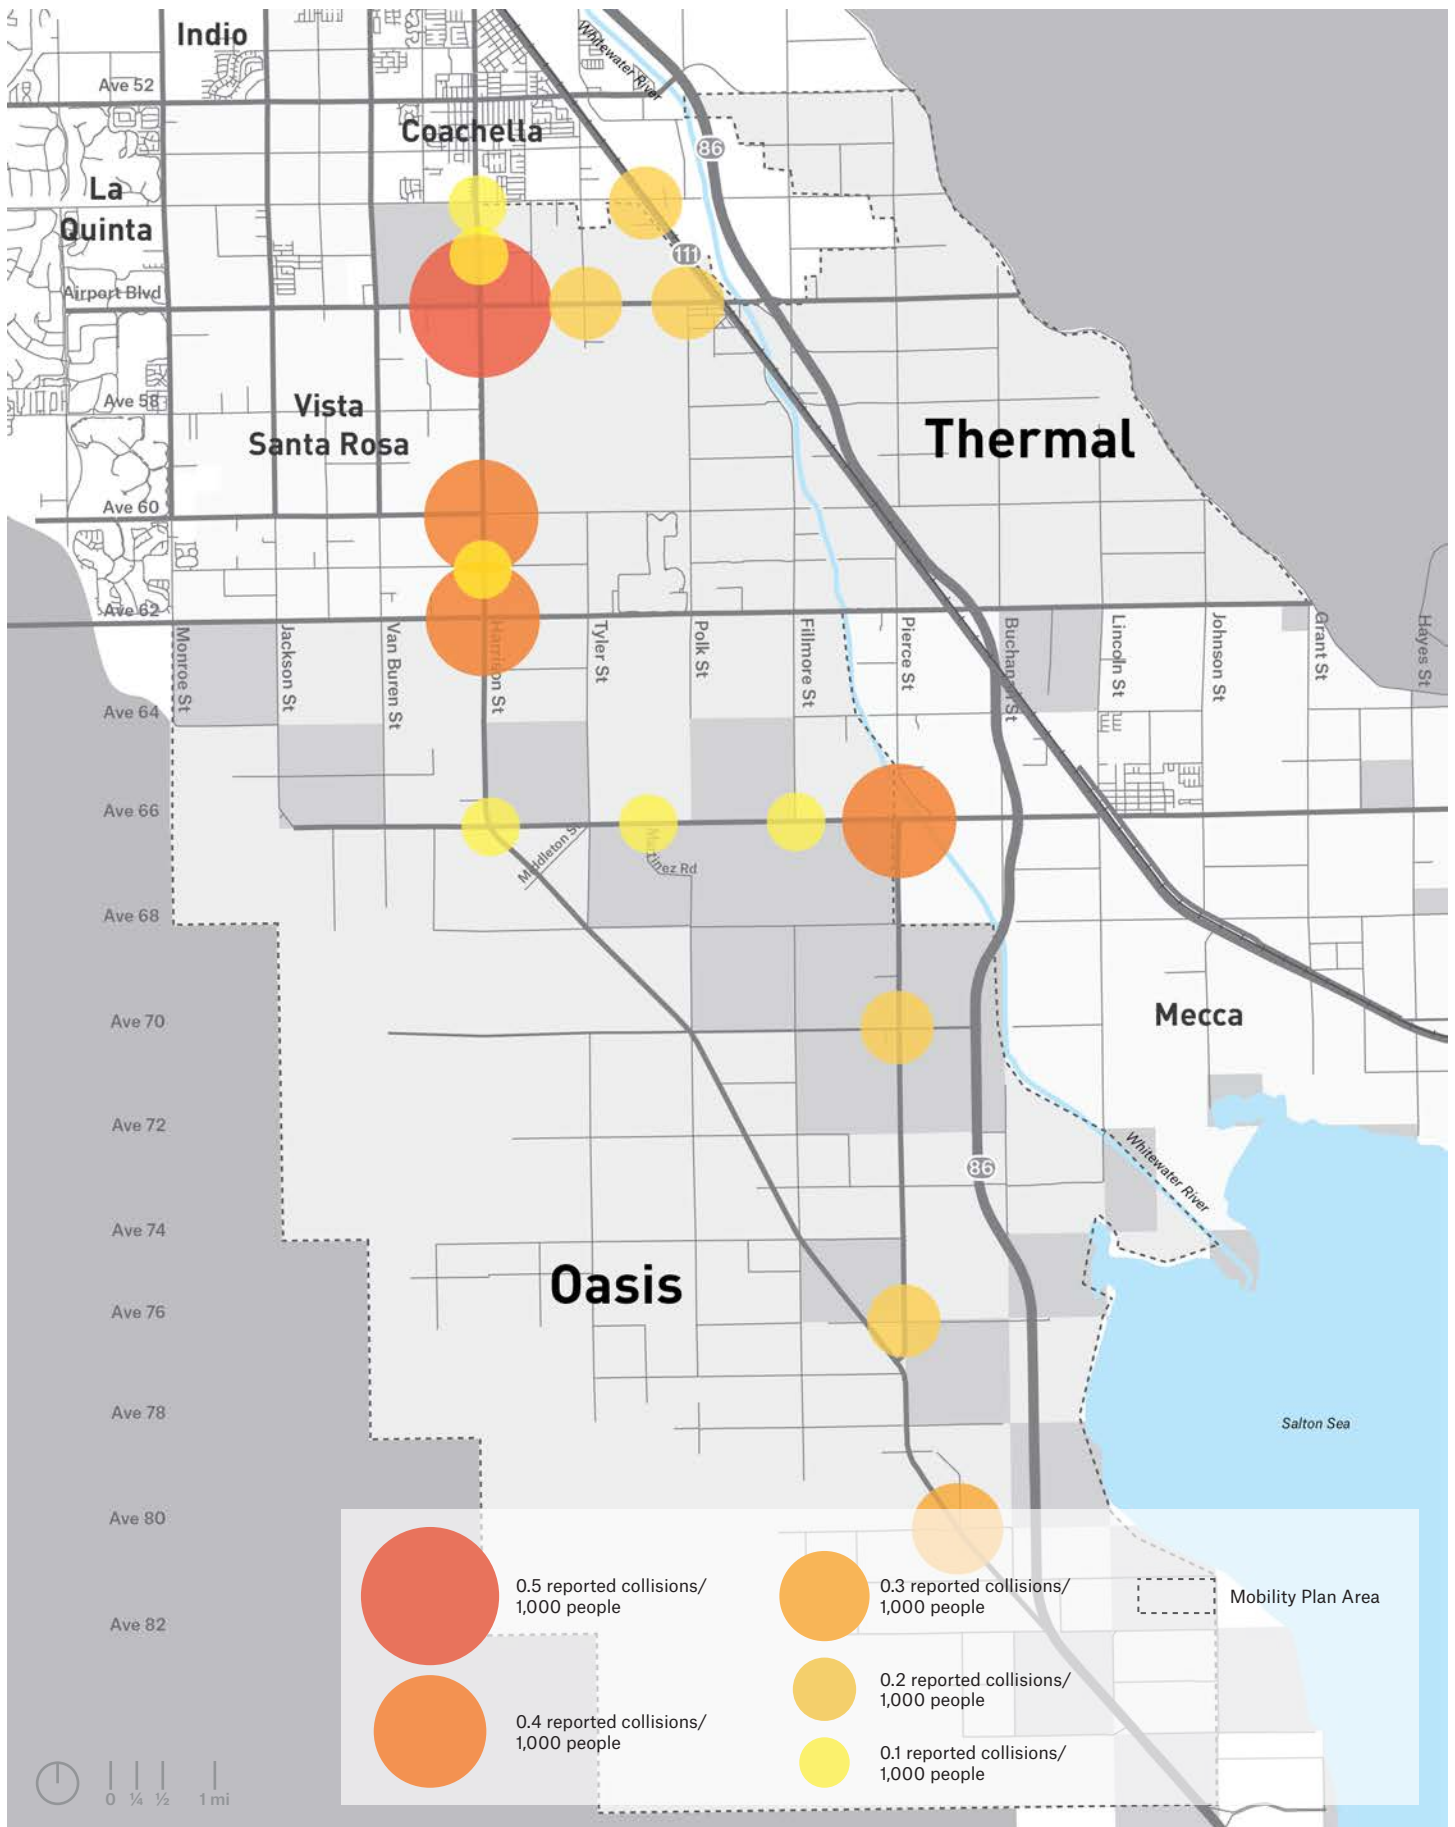 Indio
Whitewater River
Ave 52
Coachella
86
La
Quinta
111
Airport Blvd
Ave 58
Vista
Santa Rosa
Thermal
Ave 60
Ave 62
Monroe St
Jackson St
Van Buren St
Harrison St
Tyler St
Polk St
Fillmore St
Pierce St
Buchanan St
Lincoln St
Johnson St
Grant St
Hayes St
Ave 64
Ave 66
Middleton St
Martinez Rd
Ave 68
Ave 70
Mecca
Ave 72
Whitewater River
86
Ave 74
Oasis
Ave 76
Ave 78
Salton Sea
Ave 80
0.5 reported collisions/
1,000 people
0.3 reported collisions/
1,000 people
Mobility Plan Area
Ave 82
0.2 reported collisions/
1,000 people
0.4 reported collisions/
1,000 people
0.1 reported collisions/
1,000 people
0 ¼ ½ 1 mi